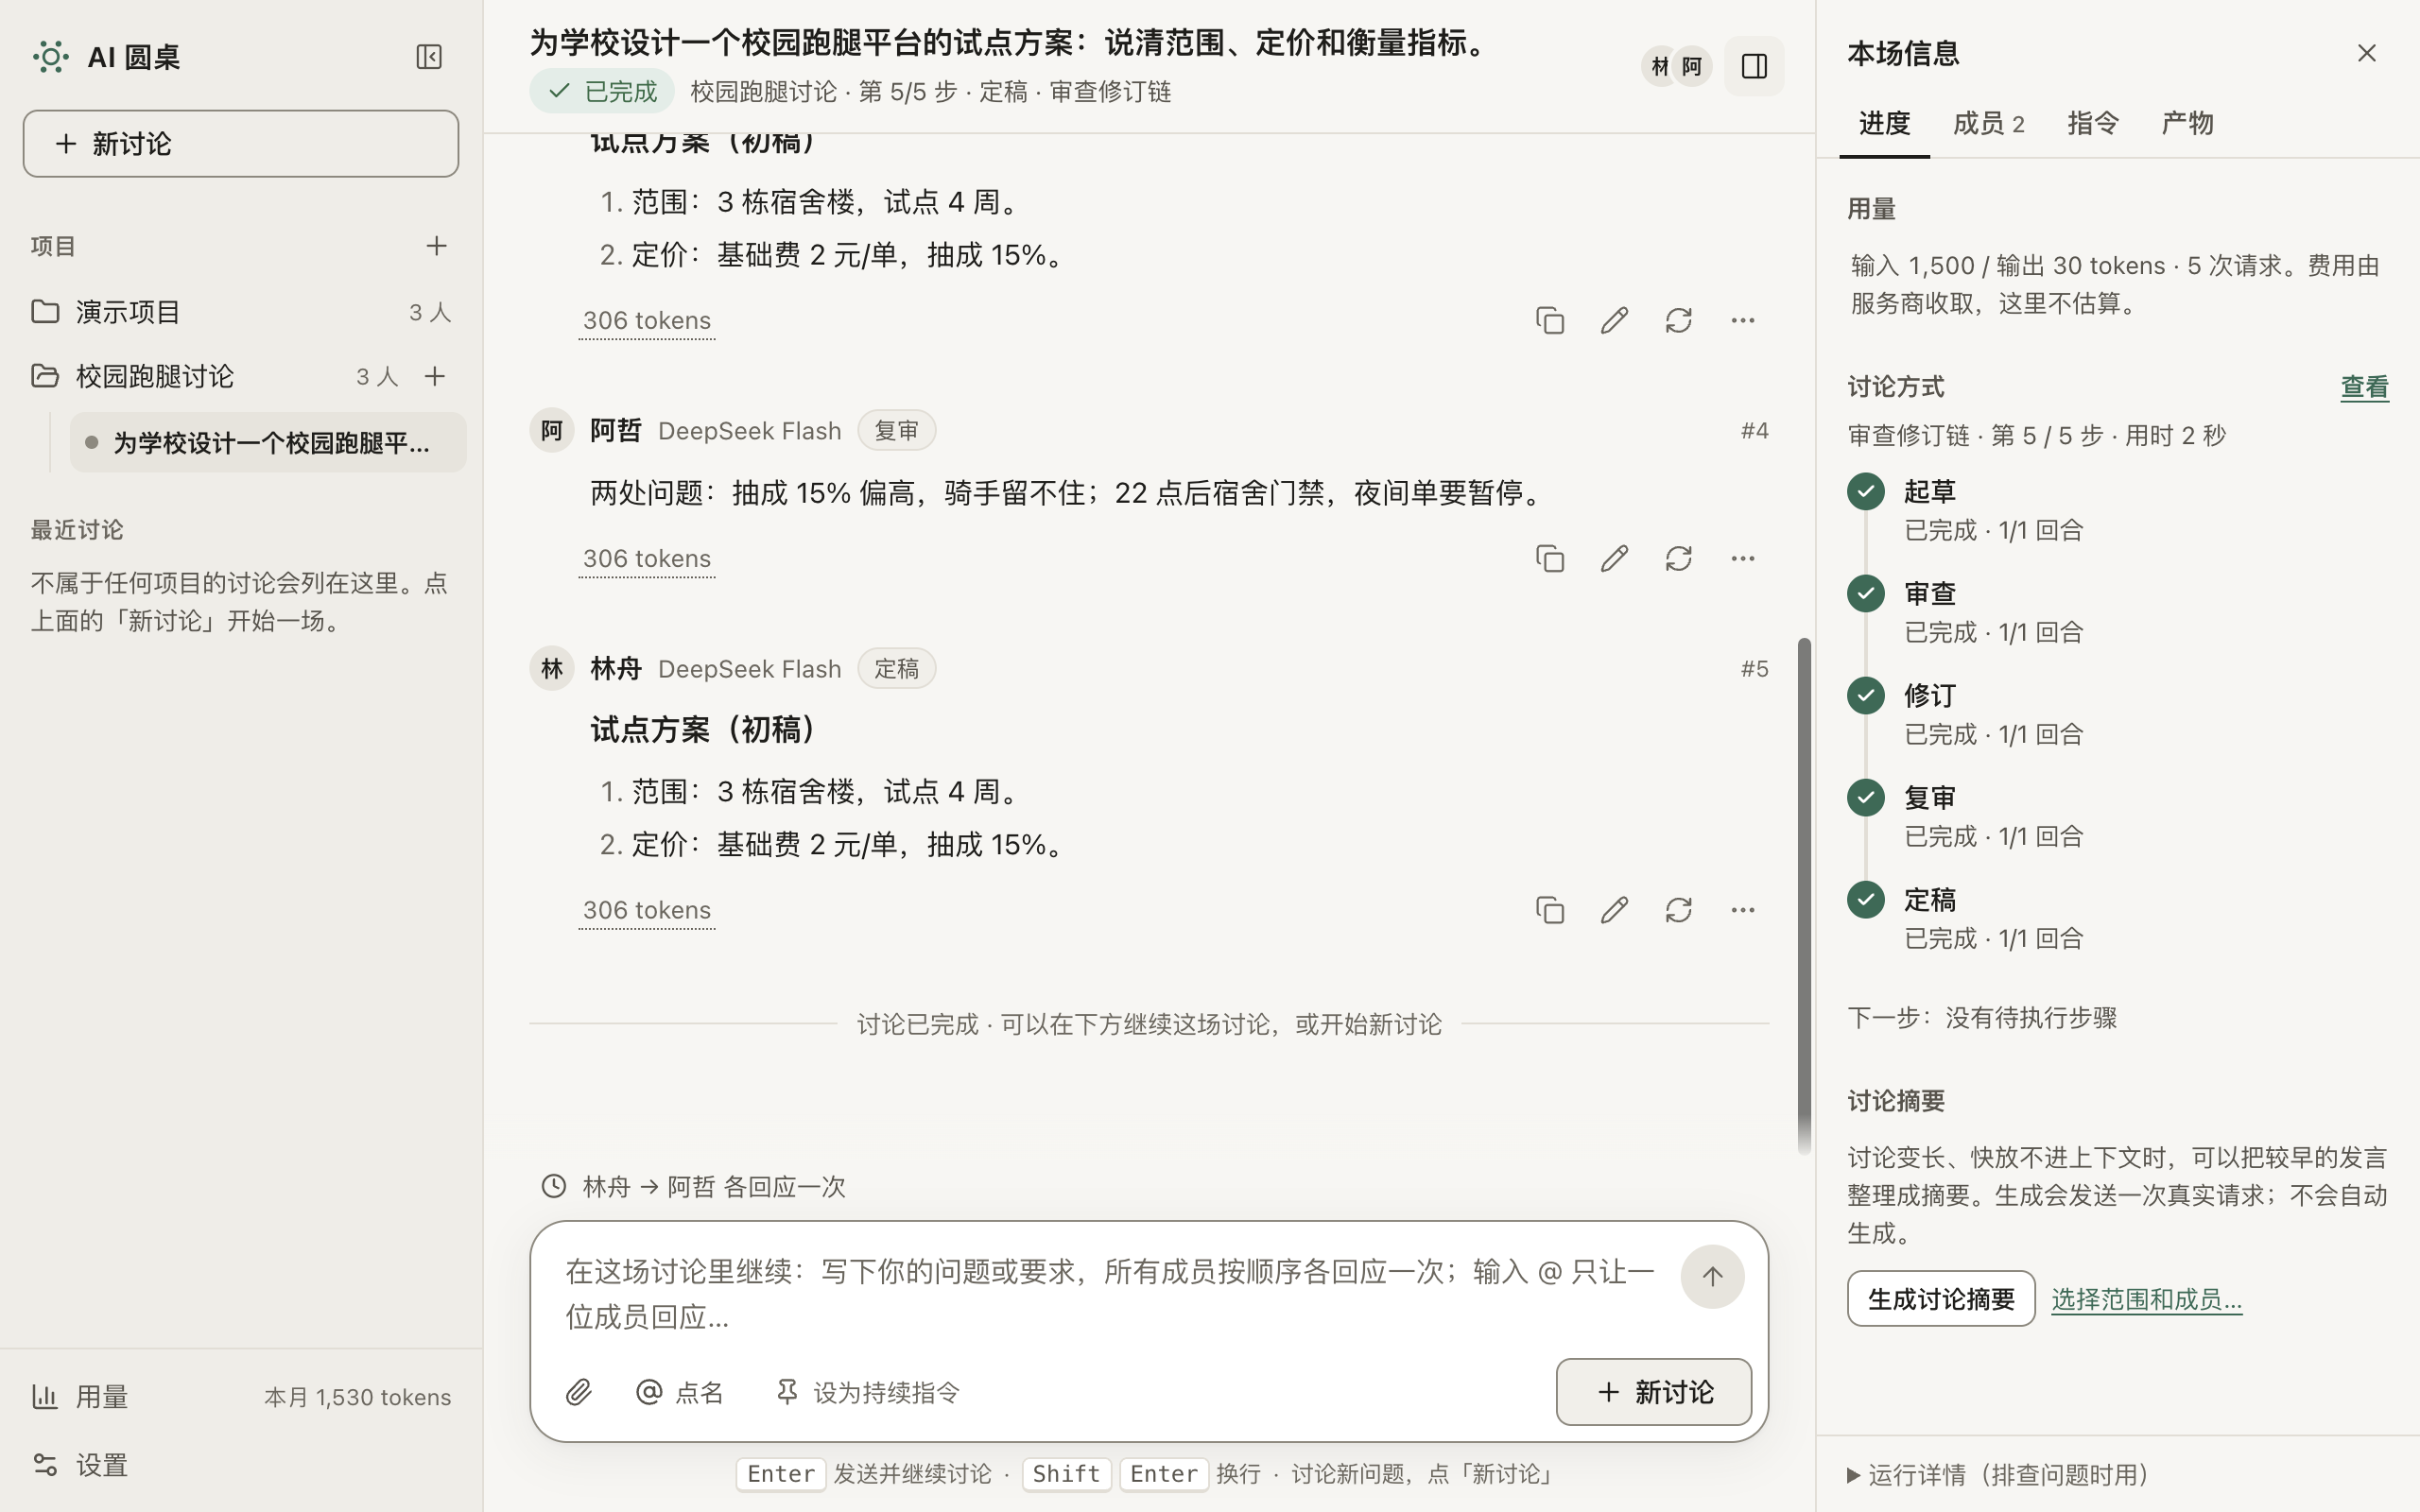 AI 圆桌
新讨论
项目
演示项目
3 人
校园跑腿讨论
3 人
为学校设计一个校园跑腿平...
最近讨论
不属于任何项目的讨论会列在这里。点
上面的「新讨论」开始一场。
用量
本月 1,530 tokens
设置
为学校设计一个校园跑腿平台的试点方案：说清范围、定价和衡量指标。
已完成
校园跑腿讨论 · 第 5/5 步 · 定稿 · 审查修订链
林
阿
试点方案（初稿）
1. 范围：3 栋宿舍楼，试点 4 周。
2. 定价：基础费 2 元/单，抽成 15%。
306 tokens
阿
阿哲 DeepSeek Flash 复审
#4
两处问题：抽成 15% 偏高，骑手留不住；22 点后宿舍门禁，夜间单要暂停。
306 tokens
林
林舟 DeepSeek Flash 定稿
#5
试点方案（初稿）
1. 范围：3 栋宿舍楼，试点 4 周。
2. 定价：基础费 2 元/单，抽成 15%。
306 tokens
讨论已完成 · 可以在下方继续这场讨论，或开始新讨论
林舟 → 阿哲 各回应一次
在这场讨论里继续：写下你的问题或要求，所有成员按顺序各回应一次；输入 @ 只让一
位成员回应...
点名
设为持续指令
新讨论
Enter 发送并继续讨论 · Shift Enter 换行 · 讨论新问题，点「新讨论」
本场信息
进度
成员 2
指令
产物
用量
输入 1,500 / 输出 30 tokens · 5 次请求。费用由
服务商收取，这里不估算。
讨论方式
查看
审查修订链 · 第 5 / 5 步 · 用时 2 秒
起草
已完成 · 1/1 回合
审查
已完成 · 1/1 回合
修订
已完成 · 1/1 回合
复审
已完成 · 1/1 回合
定稿
已完成 · 1/1 回合
下一步：没有待执行步骤
讨论摘要
讨论变长、快放不进上下文时，可以把较早的发言
整理成摘要。生成会发送一次真实请求；不会自动
生成。
生成讨论摘要
选择范围和成员...
运行详情（排查问题时用）